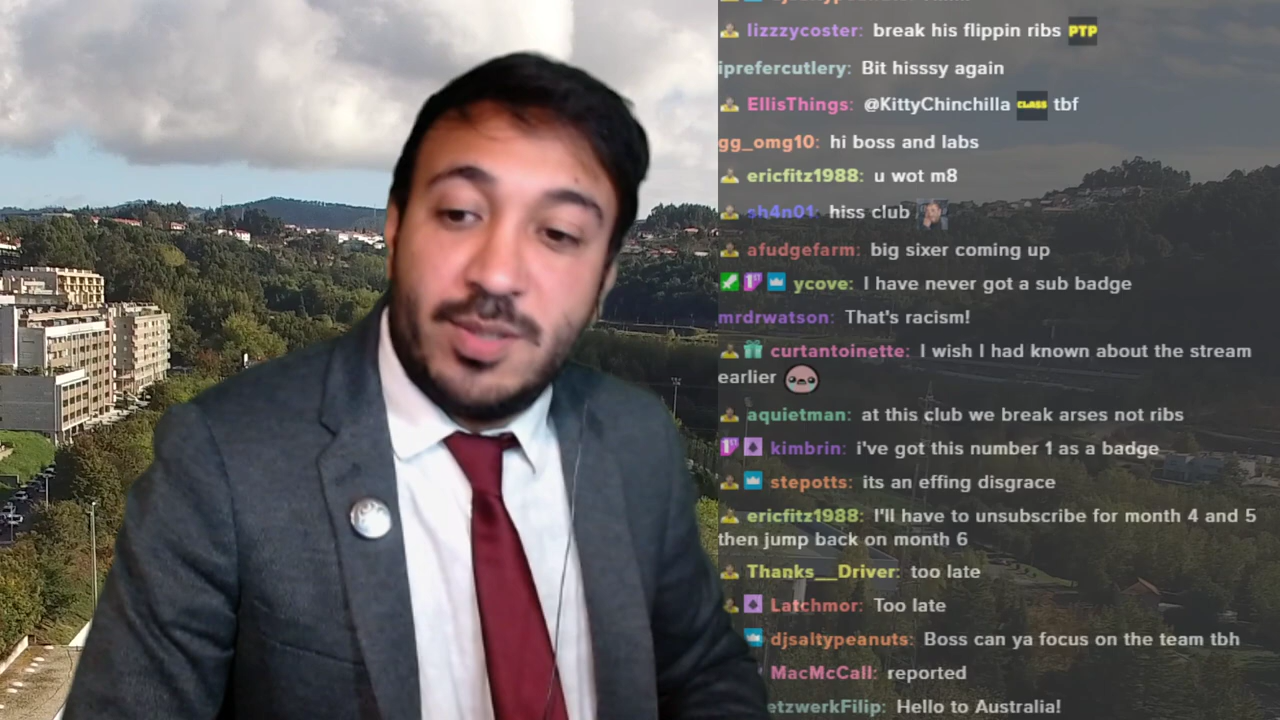 lizzzycoster: break his flippin ribs PTP
iprefercutlery: Bit hisssy again
EllisThings: @KittyChinchilla CLASS tbf
gg_omg10: hi boss and labs
ericfitz1988: u wot m8
sh4n01 hiss club
afudgefarm: big sixer coming up
ycove: I have never got a sub badge
mrdrwatson: That's racism!
curtantoinette: I wish I had known about the stream
earlier
aquietman: at this club we break arses not ribs
kimbrin: i've got this number 1 as a badge
stepotts: its an effing disgrace
ericfitz1988: I'll have to unsubscribe for month 4 and 5
then jump back on month 6
Thanks__Driver: too late
Latchmor: Too late
djsaltypeanuts: Boss can ya focus on the team tbh
MacMcCall: reported
etzwerkFilip: Hello to Australia!